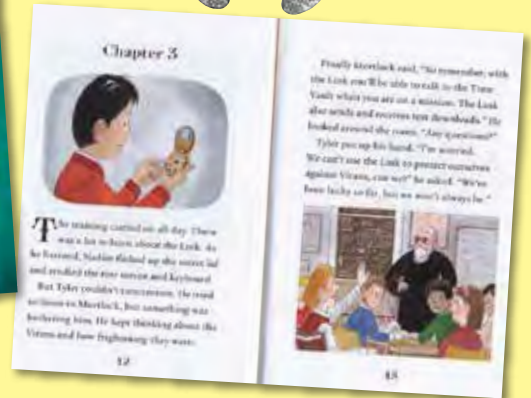 Chapter 3
The training carried on all day. There
was a lot to learn about the Link. As
he listened, Nadim flicked up the secret lid
and studied the tiny screen and keyboard.
But Tyler couldn't concentrate. He tried
to listen to Mortlock, but something was
bothering him. He kept thinking about the
Virans and how frightening they were.
12
Finally Mortlock said, "So remember, with
the Link you'll be able to talk to the Time
Vault when you are on a mission. The Link
also sends and receives text downloads." He
looked around the room. "Any questions?"
Tyler put up his hand. "I'm worried.
We can't use the Link to protect ourselves
against Virans, can we?" he asked. "We've
been lucky so far, but we won't always be."
13